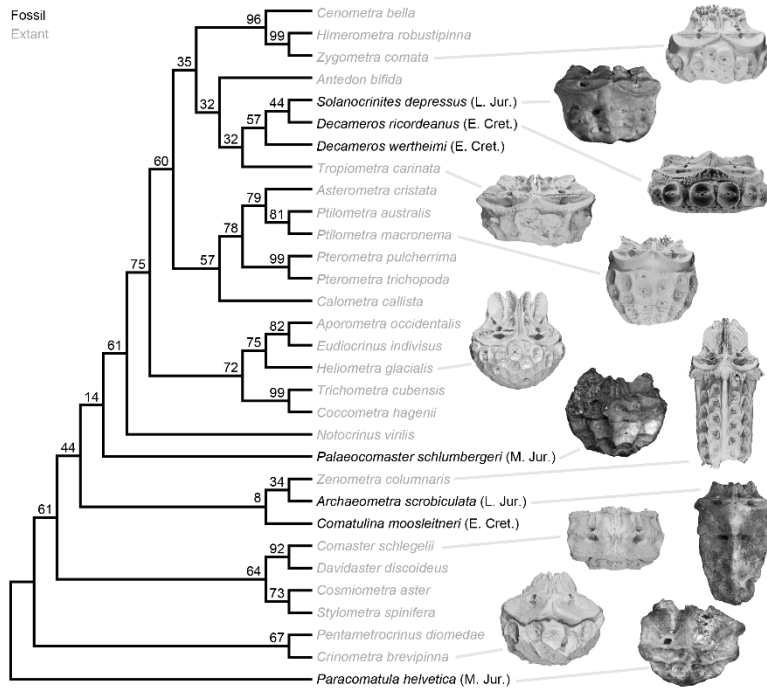 Fossil
Extant
Cenometra bella
Himerometra robustipinna
Zygometra comata
Antedon bifida
Solanocrinites depressus (L. Jur.)
Decameros ricordeanus (E. Cret.)
Decameros wertheimi (E. Cret.)
Tropiometra carinata
Asterometra cristata
Ptilometra australis
Ptilometra macronema
Pterometra pulcherrima
Pterometra trichopoda
Calometra callista
Aporometra occidentalis
Eudiocrinus indivisus
Heliometra glacialis
Trichometra cubensis
Coccometra hagenii
Notocrinus virilis
Palaeocomaster schlumbergeri (M. Jur.)
Zenometra columnaris
Archaeometra scrobiculata (L. Jur.)
Comatulina moosleitneri (E. Cret.)
Comaster schlegelii
Davidaster discoideus
Cosmiometra aster
Stylometra spinifera
Pentametrocrinus diomedae
Crinometra brevipinna
Paracomatula helvetica (M. Jur.)
96
99
35
32
44
57
32
60
79
81
78
99
57
75
82
75
72
99
61
14
44
34
8
61
92
64
73
67